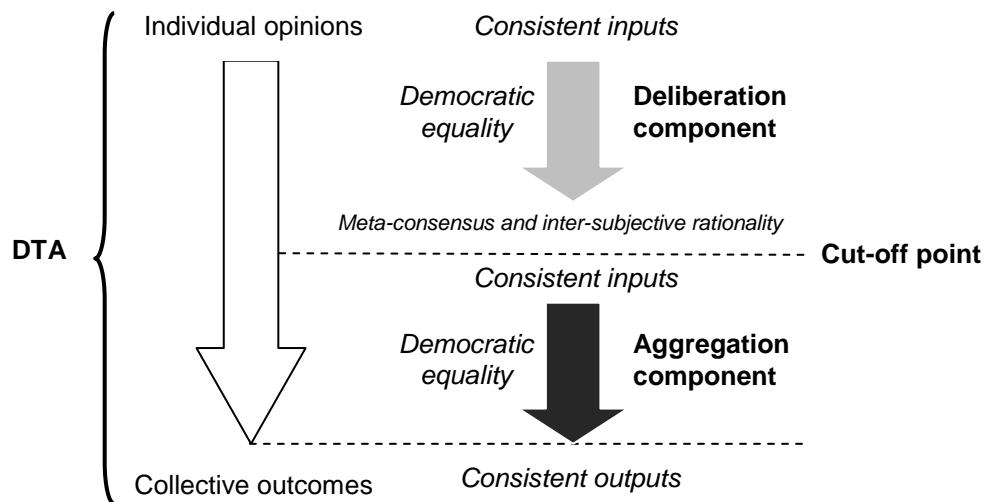 Individual opinions
Consistent inputs
Democratic
equality
Deliberation
component
Meta-consensus and inter-subjective rationality
DTA
Cut-off point
Consistent inputs
Democratic
equality
Aggregation
component
Collective outcomes
Consistent outputs